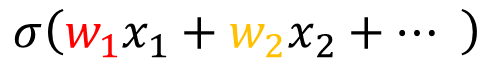 σ(w₁x₁ + w₂x₂ + ⋯ )